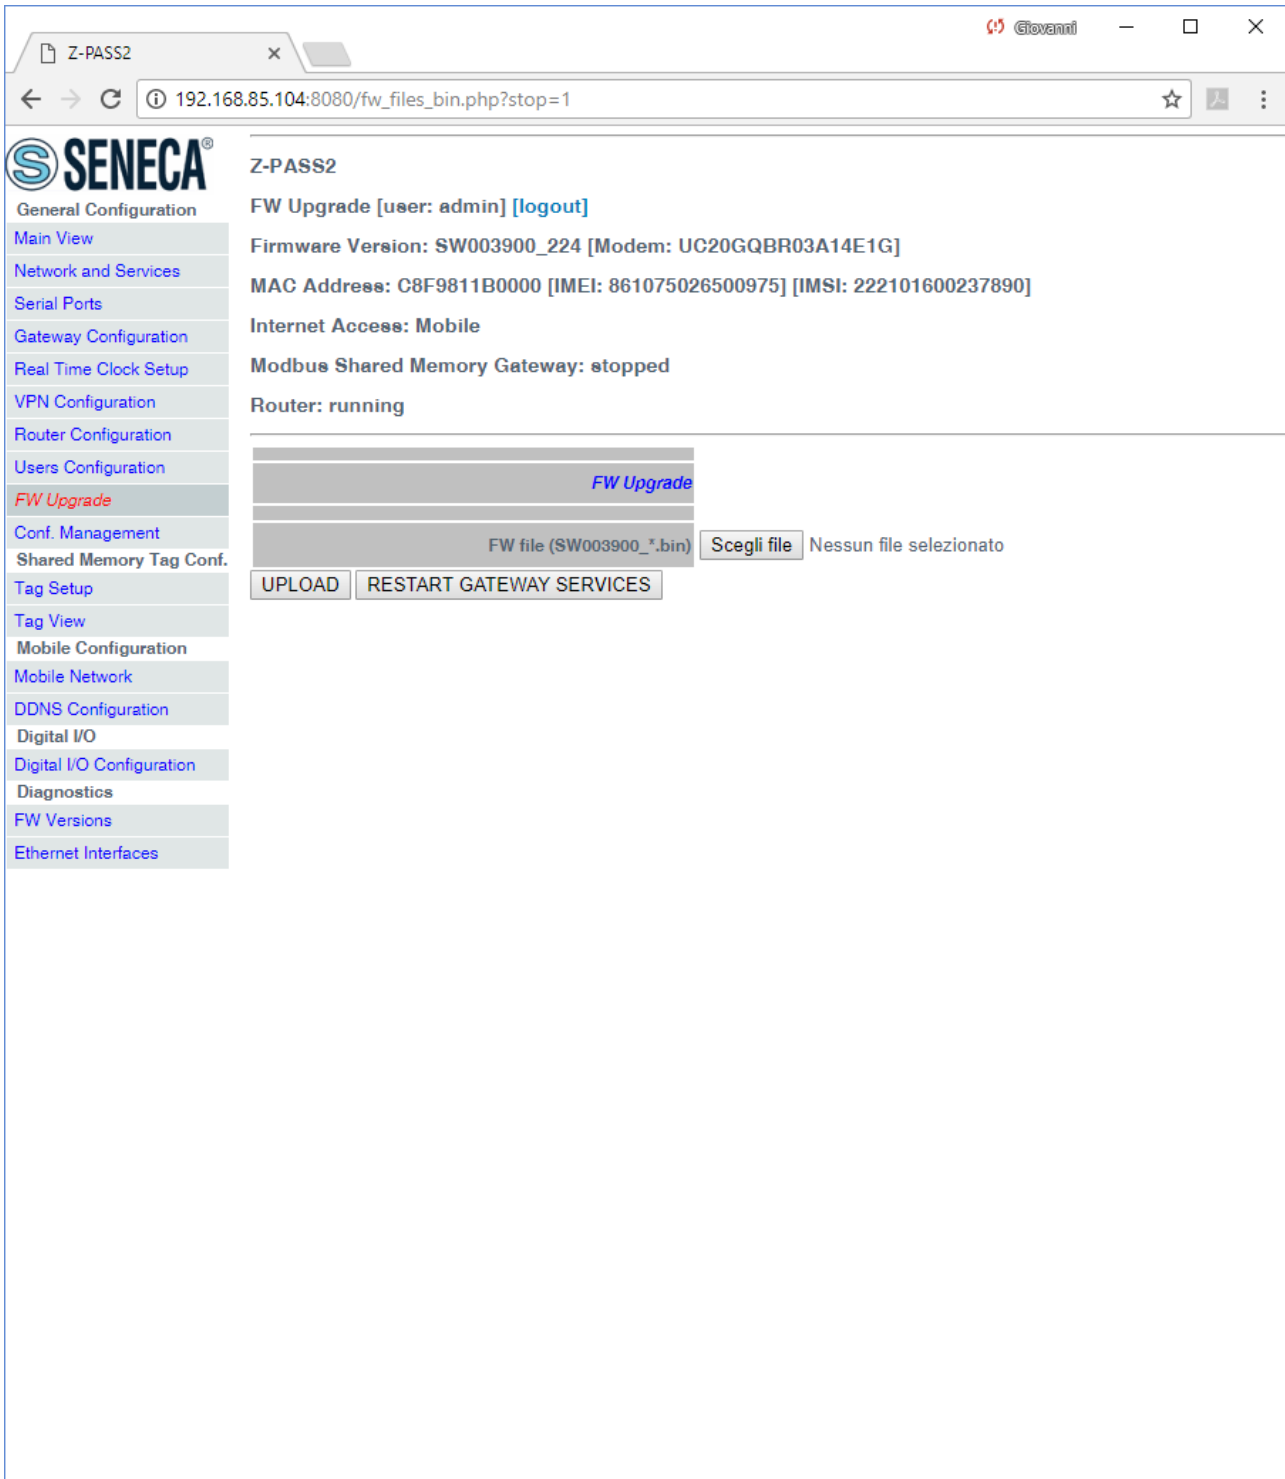 Giovanni
Z-PASS2
192.168.85.104:8080/fw_files_bin.php?stop=1
S SENECA®
General Configuration
Main View
Network and Services
Serial Ports
Gateway Configuration
Real Time Clock Setup
VPN Configuration
Router Configuration
Users Configuration
FW Upgrade
Conf. Management
Shared Memory Tag Conf.
Tag Setup
Tag View
Mobile Configuration
Mobile Network
DDNS Configuration
Digital I/O
Digital I/O Configuration
Diagnostics
FW Versions
Ethernet Interfaces
Z-PASS2
FW Upgrade [user: admin] [logout]
Firmware Version: SW003900_224 [Modem: UC20GQBR03A14E1G]
MAC Address: C8F9811B0000 [IMEI: 861075026500975] [IMSI: 222101600237890]
Internet Access: Mobile
Modbus Shared Memory Gateway: stopped
Router: running
FW Upgrade
FW file (SW003900_*.bin) Scegli file Nessun file selezionato
UPLOAD RESTART GATEWAY SERVICES